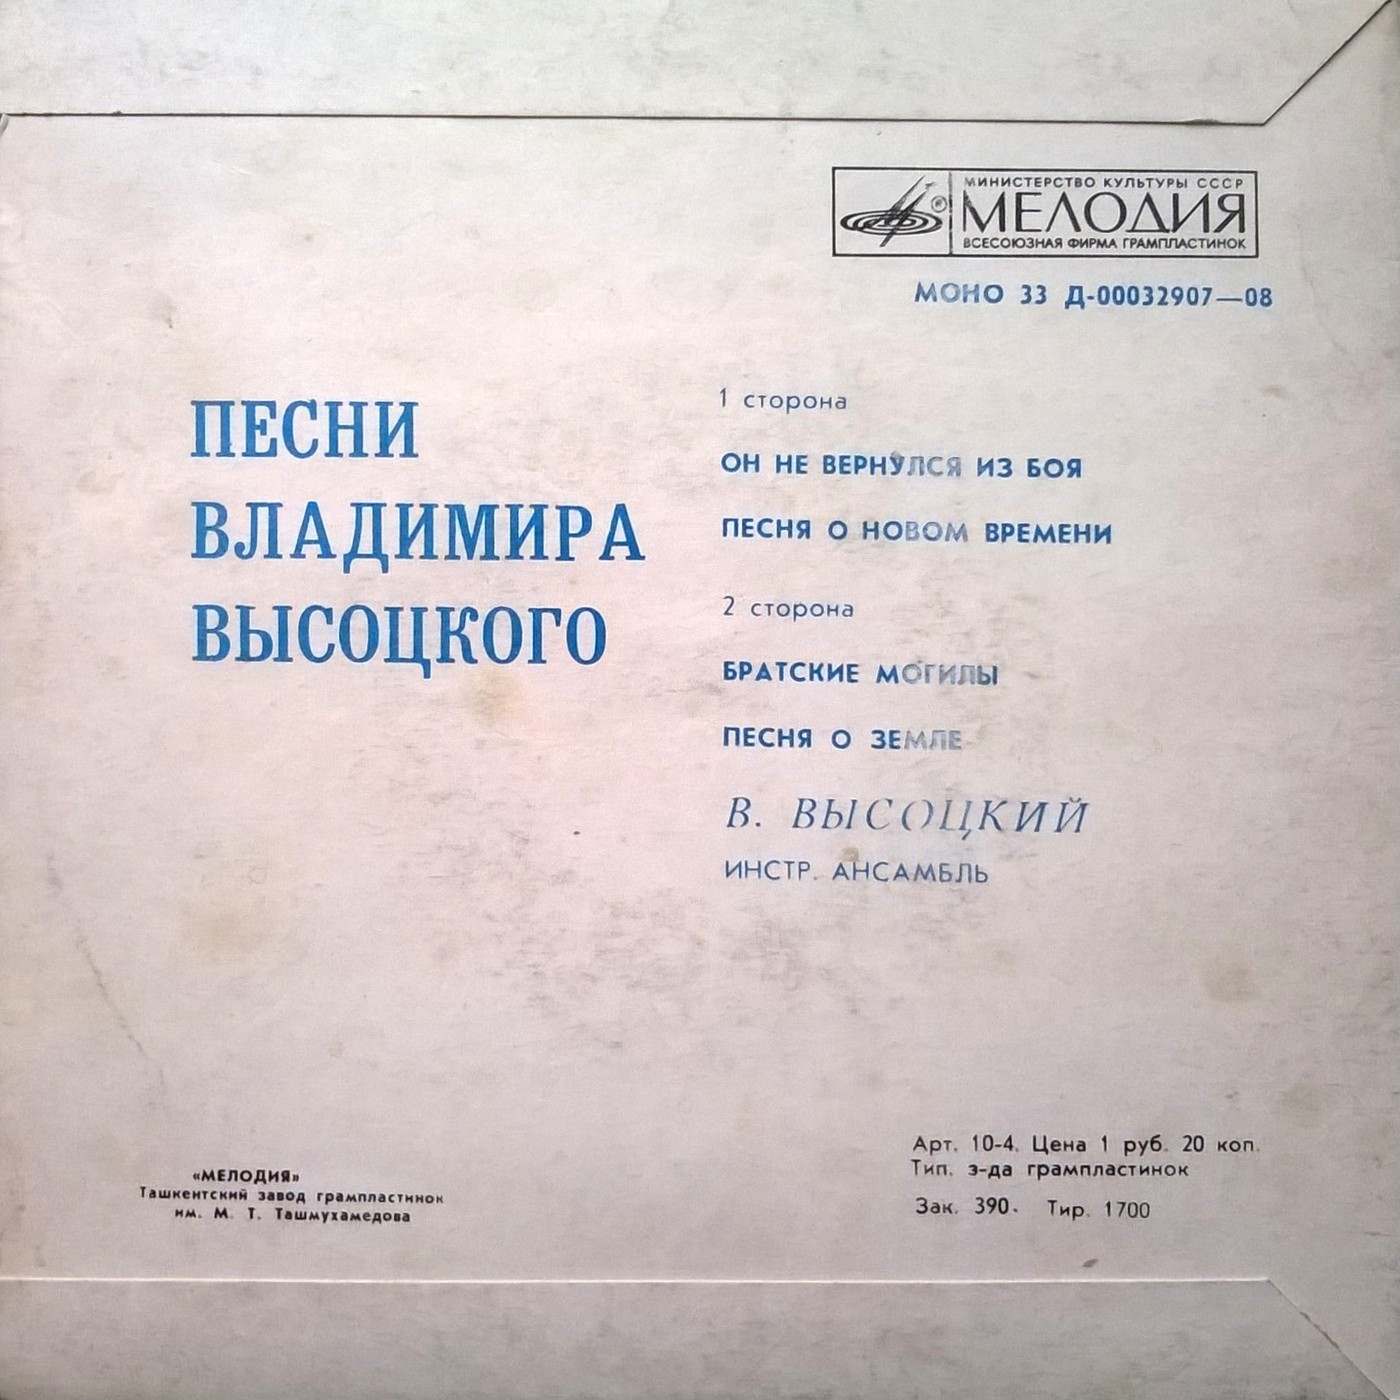 МИНИСТЕРСТВО КУЛЬТУРЫ СССР
МЕЛОДИЯ
ВСЕСОЮЗНАЯ ФИРМА ГРАМПЛАСТИНОК
МОНО 33 Д-00032907—08
ПЕСНИ
ВЛАДИМИРА
ВЫСОЦКОГО
1 сторона
ОН НЕ ВЕРНУЛСЯ ИЗ БОЯ
ПЕСНЯ О НОВОМ ВРЕМЕНИ
2 сторона
БРАТСКИЕ МОГИЛЫ
ПЕСНЯ О ЗЕМЛЕ
В. ВЫСОЦКИЙ
ИНСТР. АНСАМБЛЬ
«МЕЛОДИЯ»
Ташкентский завод грампластинок
им. М. Т. Ташмухамедова
Арт. 10-4. Цена 1 руб. 20 коп.
Тип. з-да грампластинок
Зак. 390. Тир. 1700